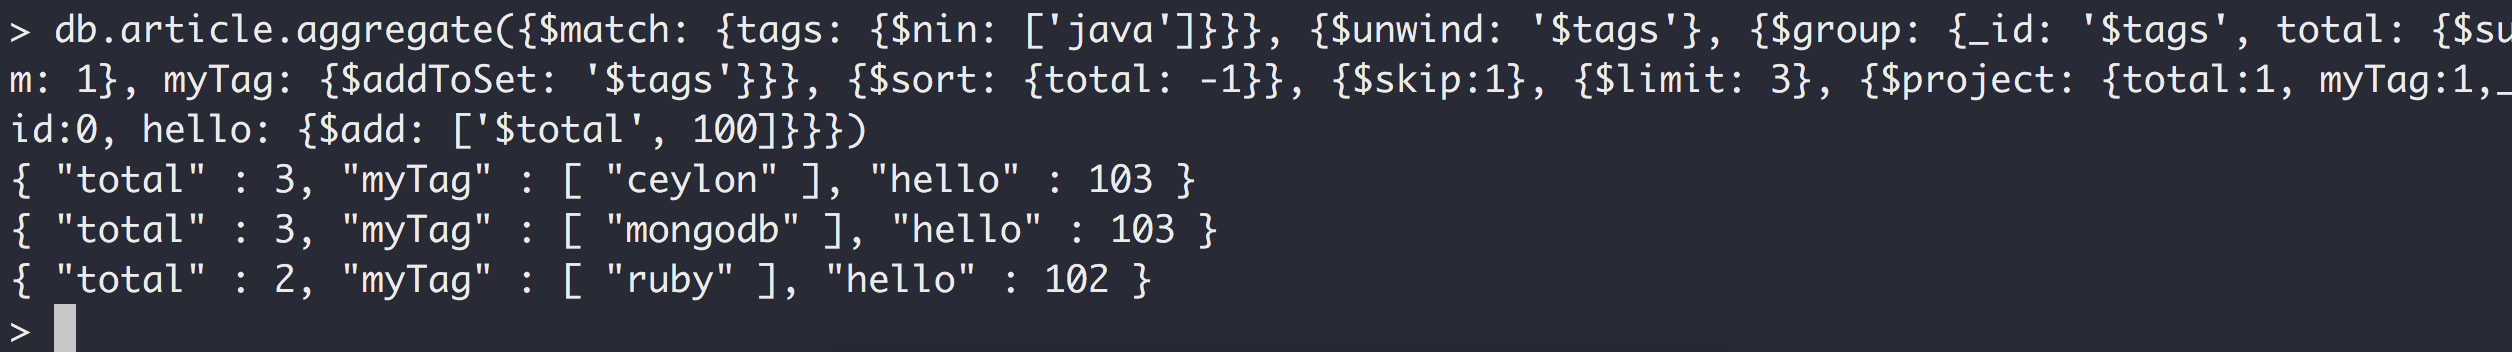 > db.article.aggregate({$match: {tags: {$nin: ['java']}}}, {$unwind: '$tags'}, {$group: {_id: '$tags', total: {$su
m: 1}, myTag: {$addToSet: '$tags'}}}, {$sort: {total: -1}}, {$skip:1}, {$limit: 3}, {$project: {total:1, myTag:1,_
id:0, hello: {$add: ['$total', 100]}}})
{ "total" : 3, "myTag" : [ "ceylon" ], "hello" : 103 }
{ "total" : 3, "myTag" : [ "mongodb" ], "hello" : 103 }
{ "total" : 2, "myTag" : [ "ruby" ], "hello" : 102 }
>